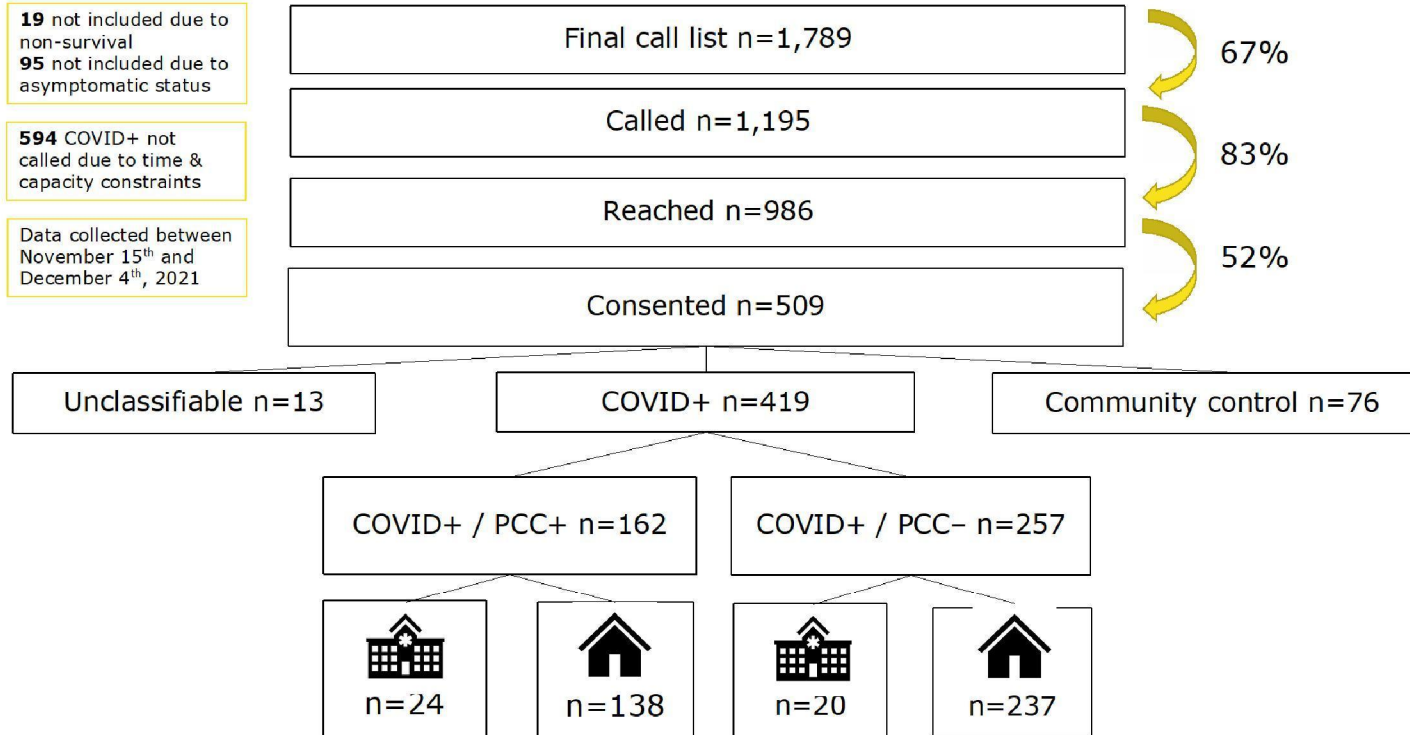 19 not included due to
non-survival
95 not included due to
asymptomatic status
594 COVID+ not
called due to time &
capacity constraints
Data collected between
November 15th and
December 4th, 2021
Final call list n=1,789
67%
Called n=1,195
83%
Reached n=986
52%
Consented n=509
Unclassifiable n=13
COVID+ n=419
Community control n=76
COVID+ / PCC+ n=162
COVID+ / PCC− n=257
n=24
n=138
n=20
n=237